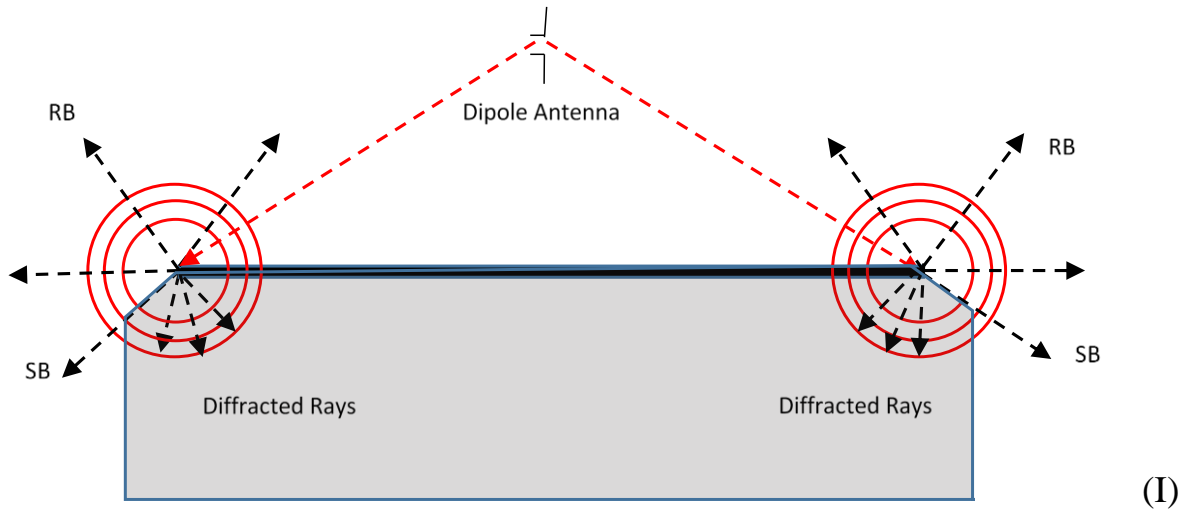 Dipole Antenna
RB
RB
SB
SB
Diffracted Rays
Diffracted Rays
(I)